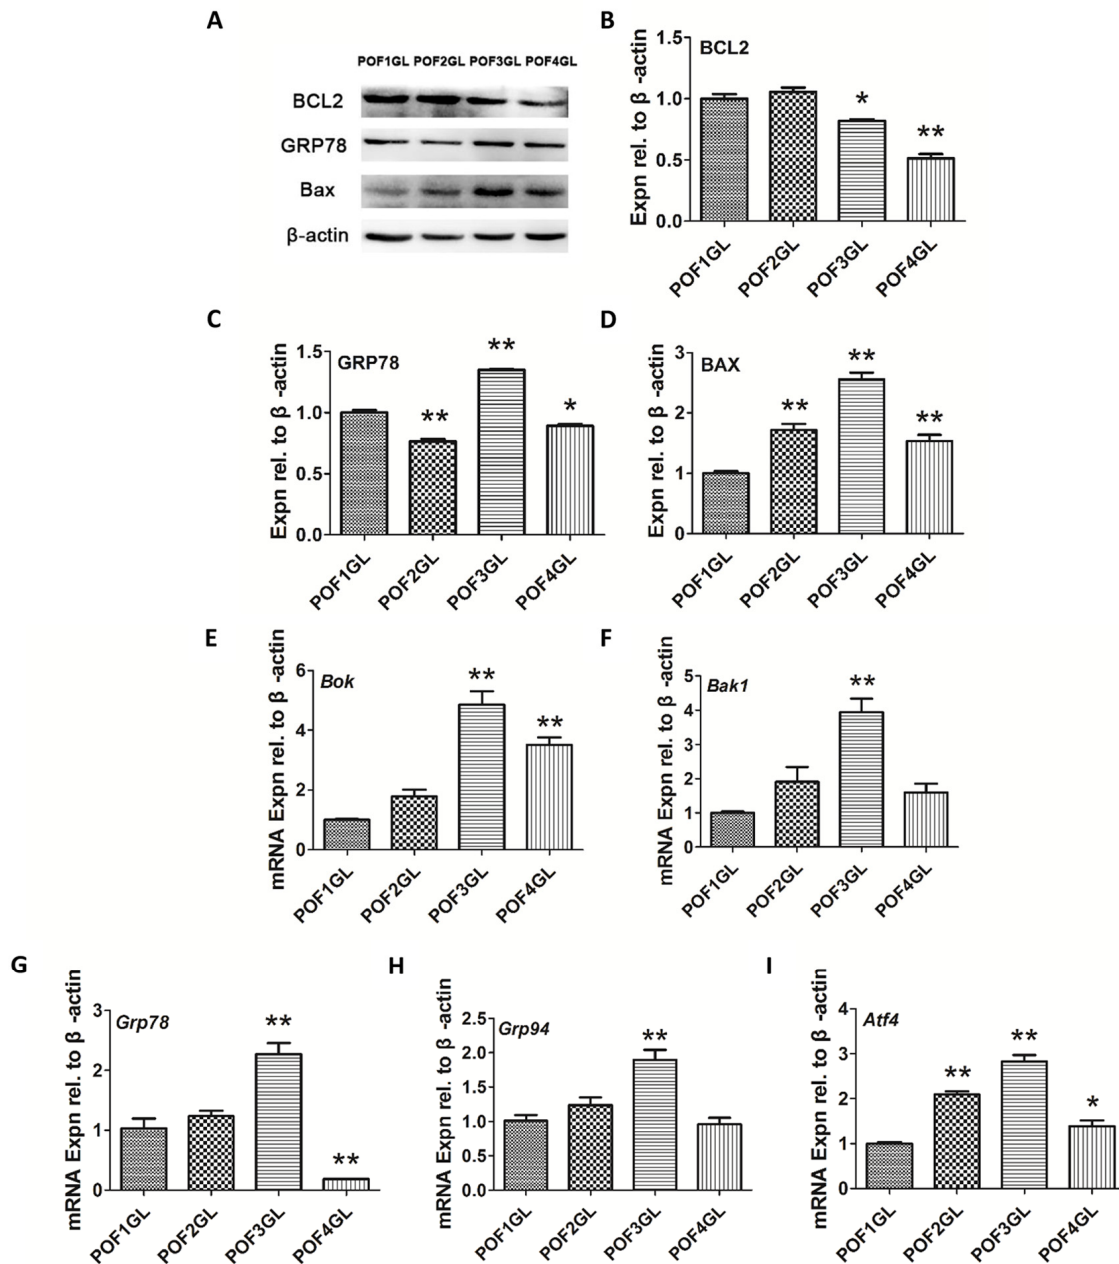 A
POF1GL POF2GL POF3GL POF4GL
BCL2
GRP78
Bax
β-actin
B
Expn rel. to β -actin
1.5
1.0
0.5
0.0
BCL2
*
**
POF1GL
POF2GL
POF3GL
POF4GL
C
Expn rel. to β -actin
1.5
1.0
0.5
0.0
GRP78
**
**
*
POF1GL
POF2GL
POF3GL
POF4GL
D
Expn rel. to β -actin
3
2
1
0
BAX
**
**
**
POF1GL
POF2GL
POF3GL
POF4GL
E
mRNA Expn rel. to β -actin
6
4
2
0
Bok
**
**
POF1GL
POF2GL
POF3GL
POF4GL
F
mRNA Expn rel. to β -actin
5
4
3
2
1
0
Bak1
**
POF1GL
POF2GL
POF3GL
POF4GL
G
mRNA Expn rel. to β -actin
3
2
1
0
Grp78
**
**
POF1GL
POF2GL
POF3GL
POF4GL
H
mRNA Expn rel. to β -actin
2.5
2.0
1.5
1.0
0.5
0.0
Grp94
**
POF1GL
POF2GL
POF3GL
POF4GL
I
mRNA Expn rel. to β -actin
4
3
2
1
0
Atf4
**
**
*
POF1GL
POF2GL
POF3GL
POF4GL